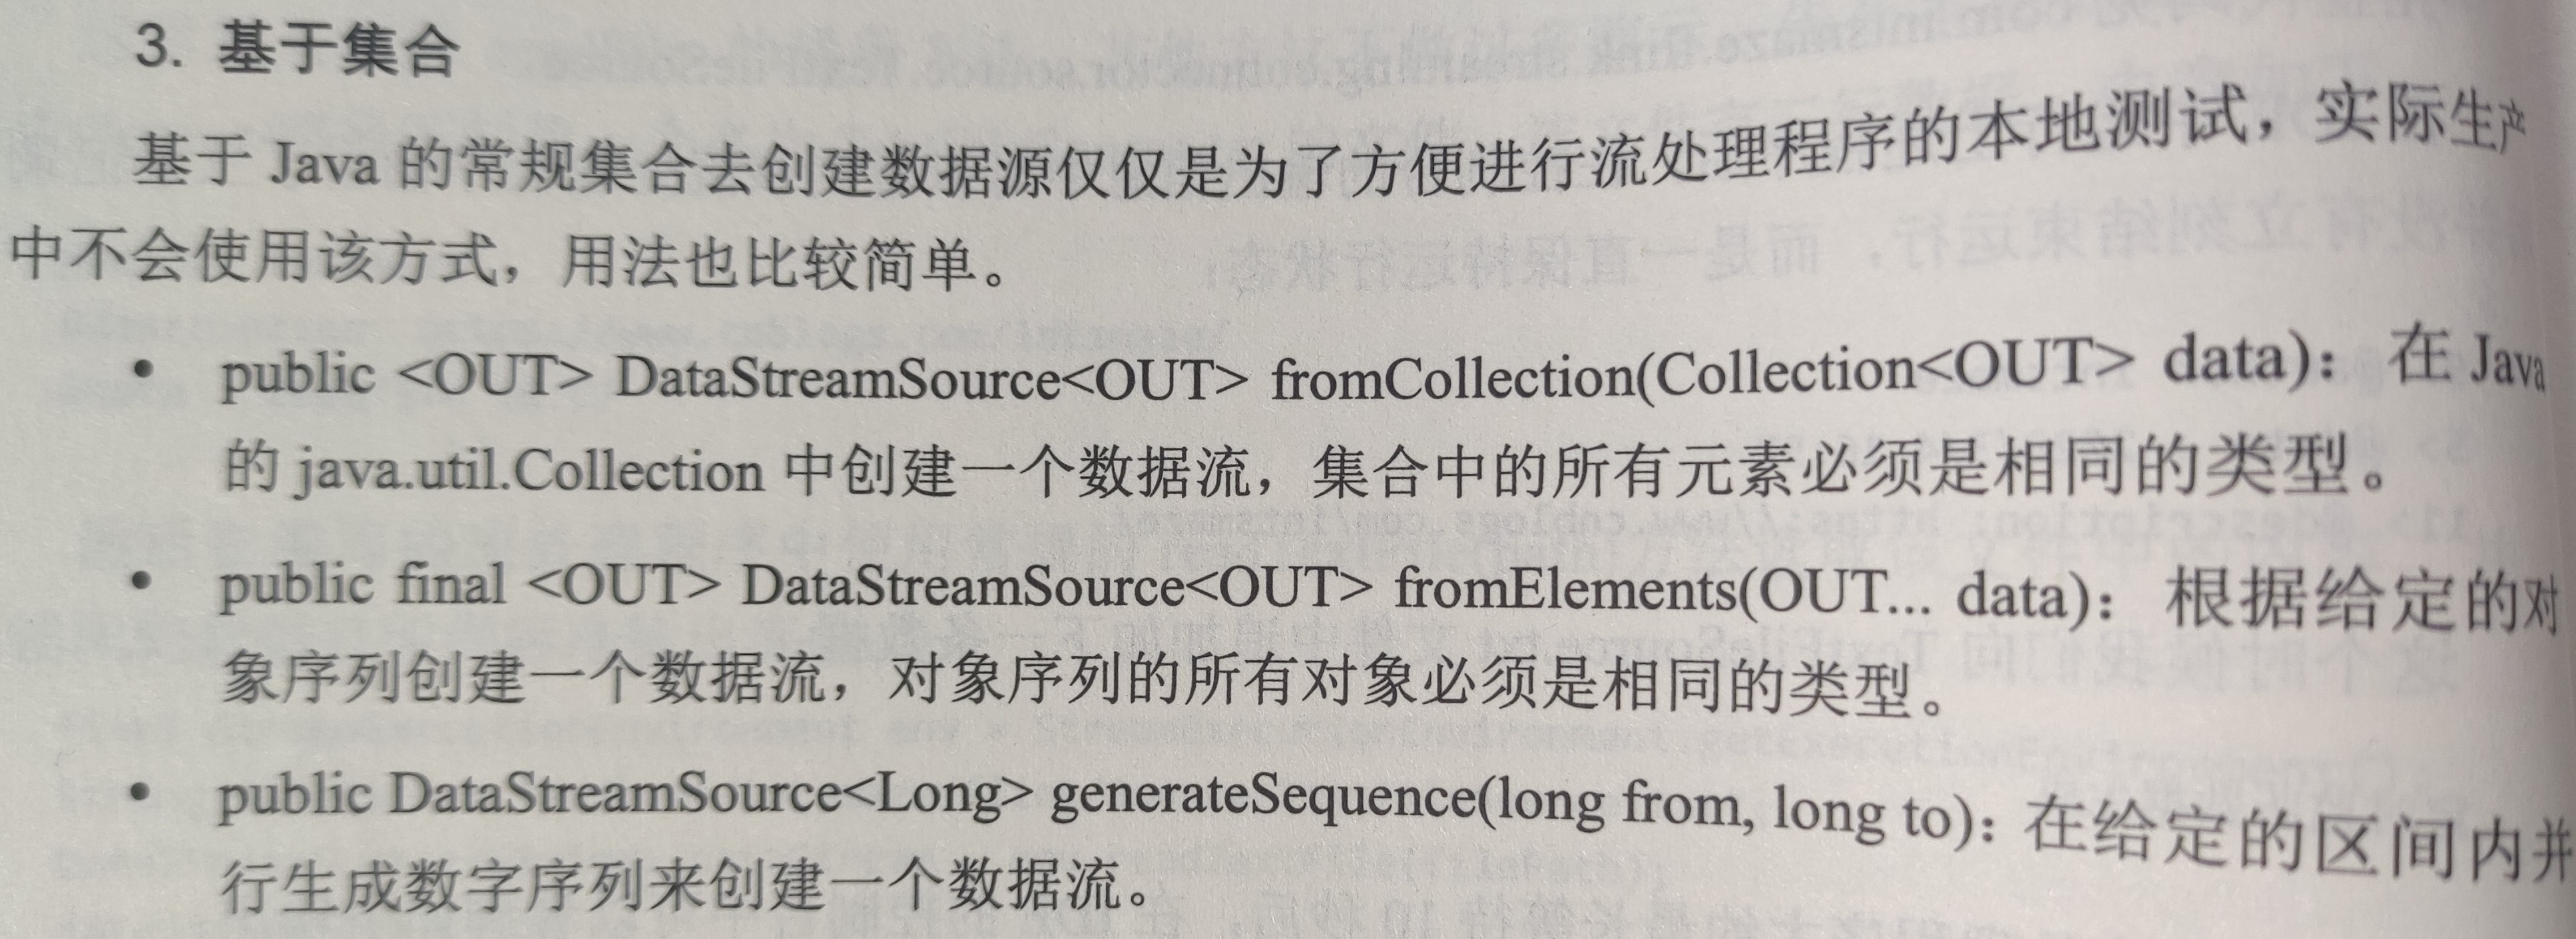 3. 基于集合
基于 Java 的常规集合去创建数据源仅仅是为了方便进行流处理程序的本地测试，实际生产
中不会使用该方式，用法也比较简单。
• public <OUT> DataStreamSource<OUT> fromCollection(Collection<OUT> data)：在 Java
的 java.util.Collection 中创建一个数据流，集合中的所有元素必须是相同的类型。
• public final <OUT> DataStreamSource<OUT> fromElements(OUT... data)：根据给定的对
象序列创建一个数据流，对象序列的所有对象必须是相同的类型。
• public DataStreamSource<Long> generateSequence(long from, long to)：在给定的区间内并
行生成数字序列来创建一个数据流。